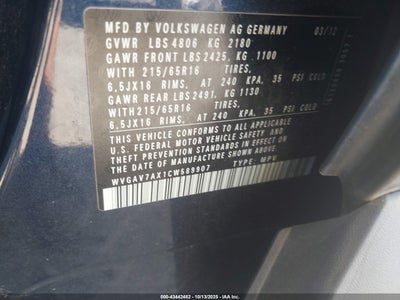 MFD BY VOLKSWAGEN AG GERMANY 03/12
GVWR LBS 4806 KG 2180
GAWR FRONT LBS 2425, KG 1100
WITH 215/65R16 TIRES,
6.5JX16 RIMS, AT 240 KPA, 35 PSI COLD
GAWR REAR LBS 2491, KG 1130
WITH 215/65R16 TIRES,
6.5JX16 RIMS, AT 240 KPA, 35 PSI COLD
THIS VEHICLE CONFORMS TO ALL APPLICABLE
U.S. FEDERAL MOTOR VEHICLE SAFETY AND
THEFT PREVENTION STANDARDS IN EFFECT ON
THE DATE OF MANUFACTURE SHOWN ABOVE.
WVGAV7AX1CW589907 TYPE: MPV
000-43442482 - 10/13/2025 - © IAA, LLC